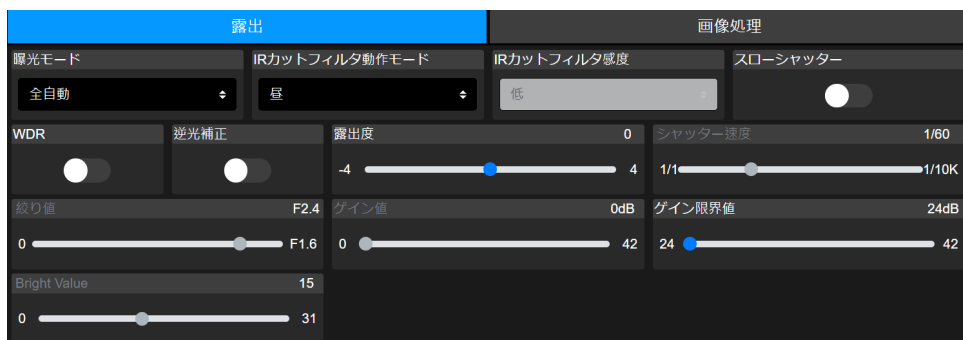 露出 画像処理
曝光モード IRカットフィルタ動作モード IRカットフィルタ感度 スローシャッター
全自動 昼 低
WDR 逆光補正 露出度 0 シャッター速度 1/60
-4 4 1/1 1/10K
絞り値 F2.4 ゲイン値 0dB ゲイン限界値 24dB
0 F1.6 0 42 24 42
Bright Value 15
0 31